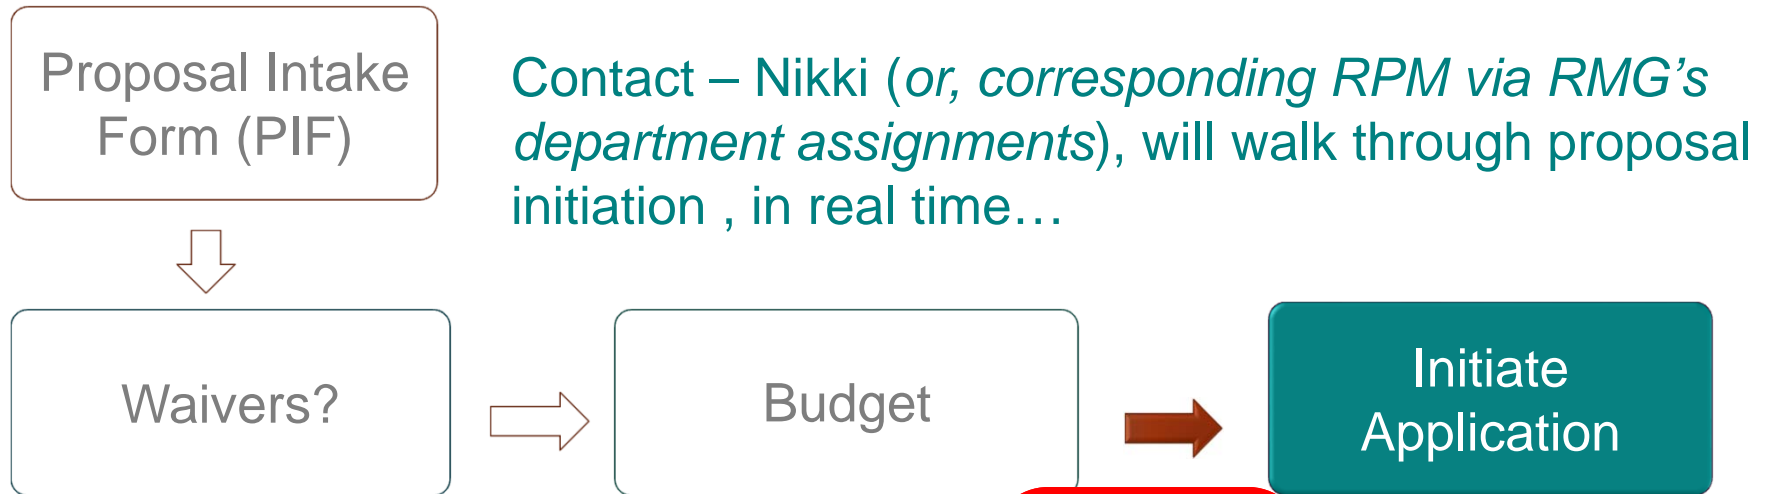 Proposal Intake
Form (PIF)
Contact – Nikki (or, corresponding RPM via RMG’s
department assignments), will walk through proposal
initiation , in real time…
Waivers?
Budget
Initiate
Application